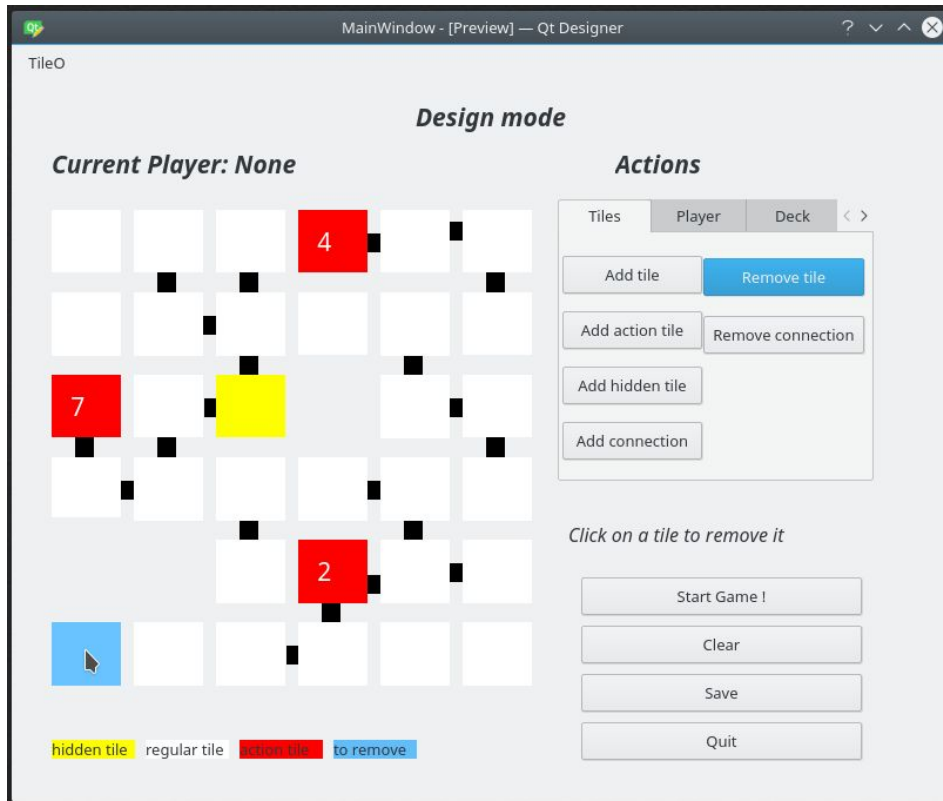 MainWindow - [Preview] — Qt Designer
TileO
Design mode
Current Player: None
Actions
4
7
2
Tiles Player Deck
Add tile Remove tile
Add action tile Remove connection
Add hidden tile
Add connection
Click on a tile to remove it
Start Game !
Clear
Save
Quit
hidden tile regular tile action tile to remove